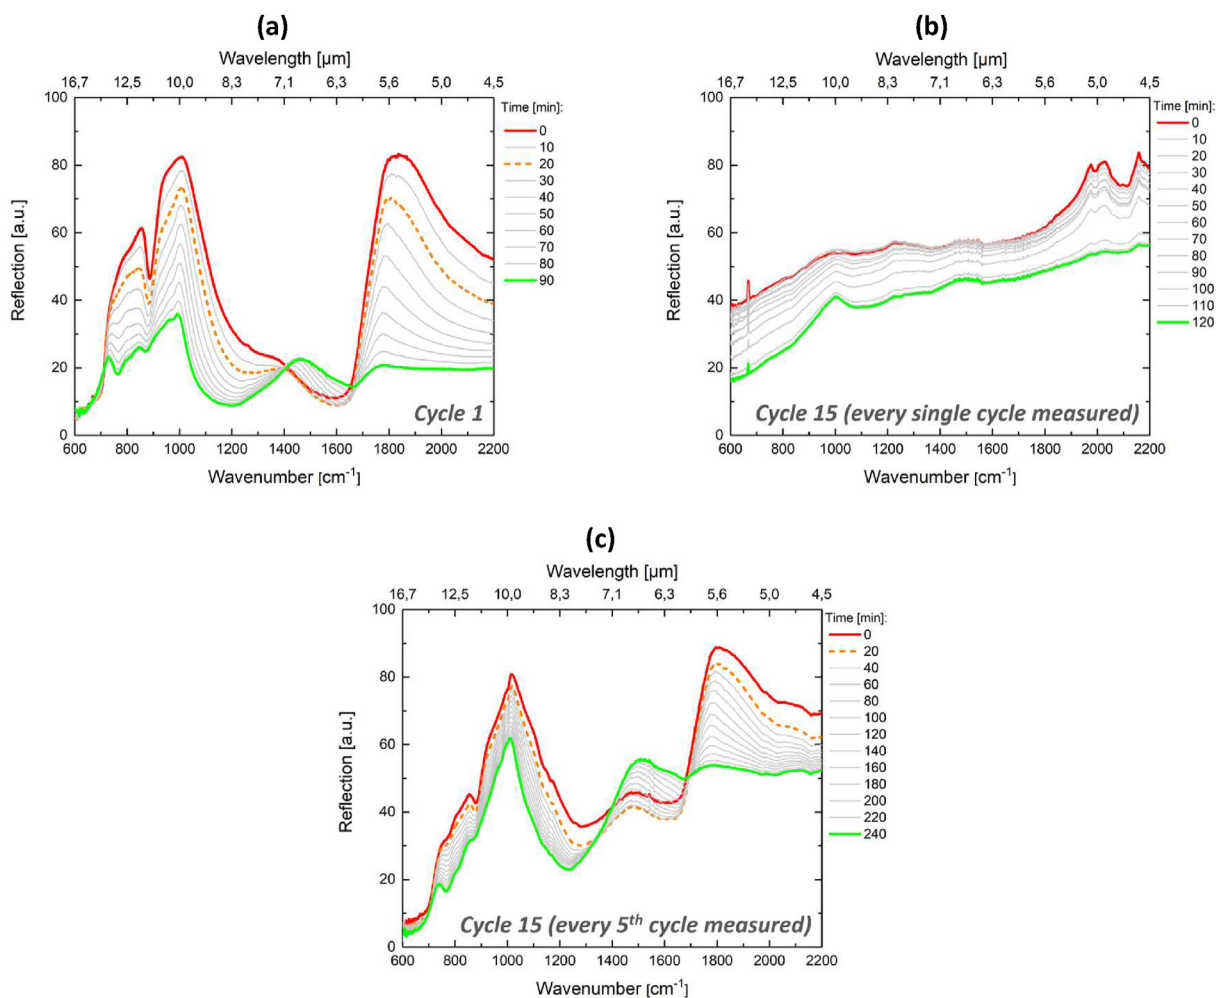 (a)
Wavelength [µm]
16,7 12,5 10,0 8,3 7,1 6,3 5,6 5,0 4,5
100
80
60
40
20
0
Reflection [a.u.]
Time [min]:
0
10
20
30
40
50
60
70
80
90
Cycle 1
600 800 1000 1200 1400 1600 1800 2000 2200
Wavenumber [cm-1]
(b)
Wavelength [µm]
16,7 12,5 10,0 8,3 7,1 6,3 5,6 5,0 4,5
100
80
60
40
20
0
Reflection [a.u.]
Time [min]:
0
10
20
30
40
50
60
70
80
90
100
110
120
Cycle 15 (every single cycle measured)
600 800 1000 1200 1400 1600 1800 2000 2200
Wavenumber [cm-1]
(c)
Wavelength [µm]
16,7 12,5 10,0 8,3 7,1 6,3 5,6 5,0 4,5
100
80
60
40
20
0
Reflection [a.u.]
Time [min]:
0
20
40
60
80
100
120
140
160
180
200
220
240
Cycle 15 (every 5th cycle measured)
600 800 1000 1200 1400 1600 1800 2000 2200
Wavenumber [cm-1]